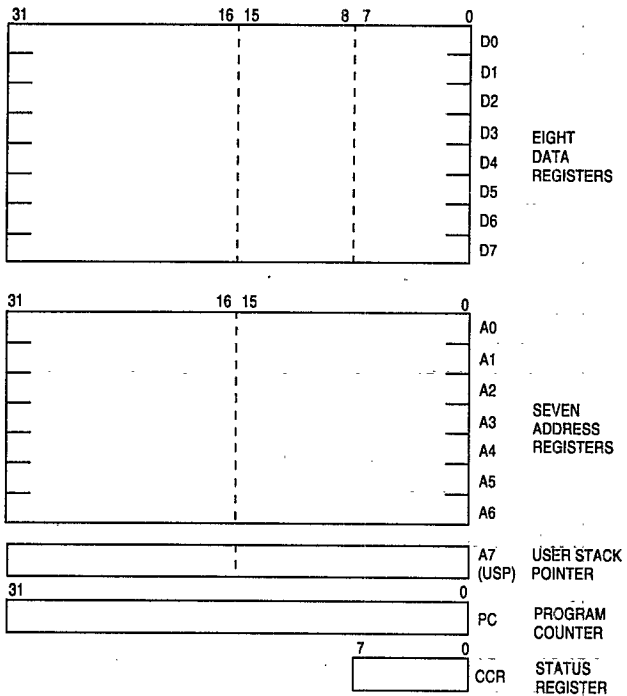 31 16 15 8 7 0
D0
D1
D2
D3
D4
D5
D6
D7
EIGHT
DATA
REGISTERS
31 16 15 0
A0
A1
A2
A3
A4
A5
A6
SEVEN
ADDRESS
REGISTERS
A7
(USP)
USER STACK
POINTER
31 0
PC
PROGRAM
COUNTER
7 0
CCR
STATUS
REGISTER